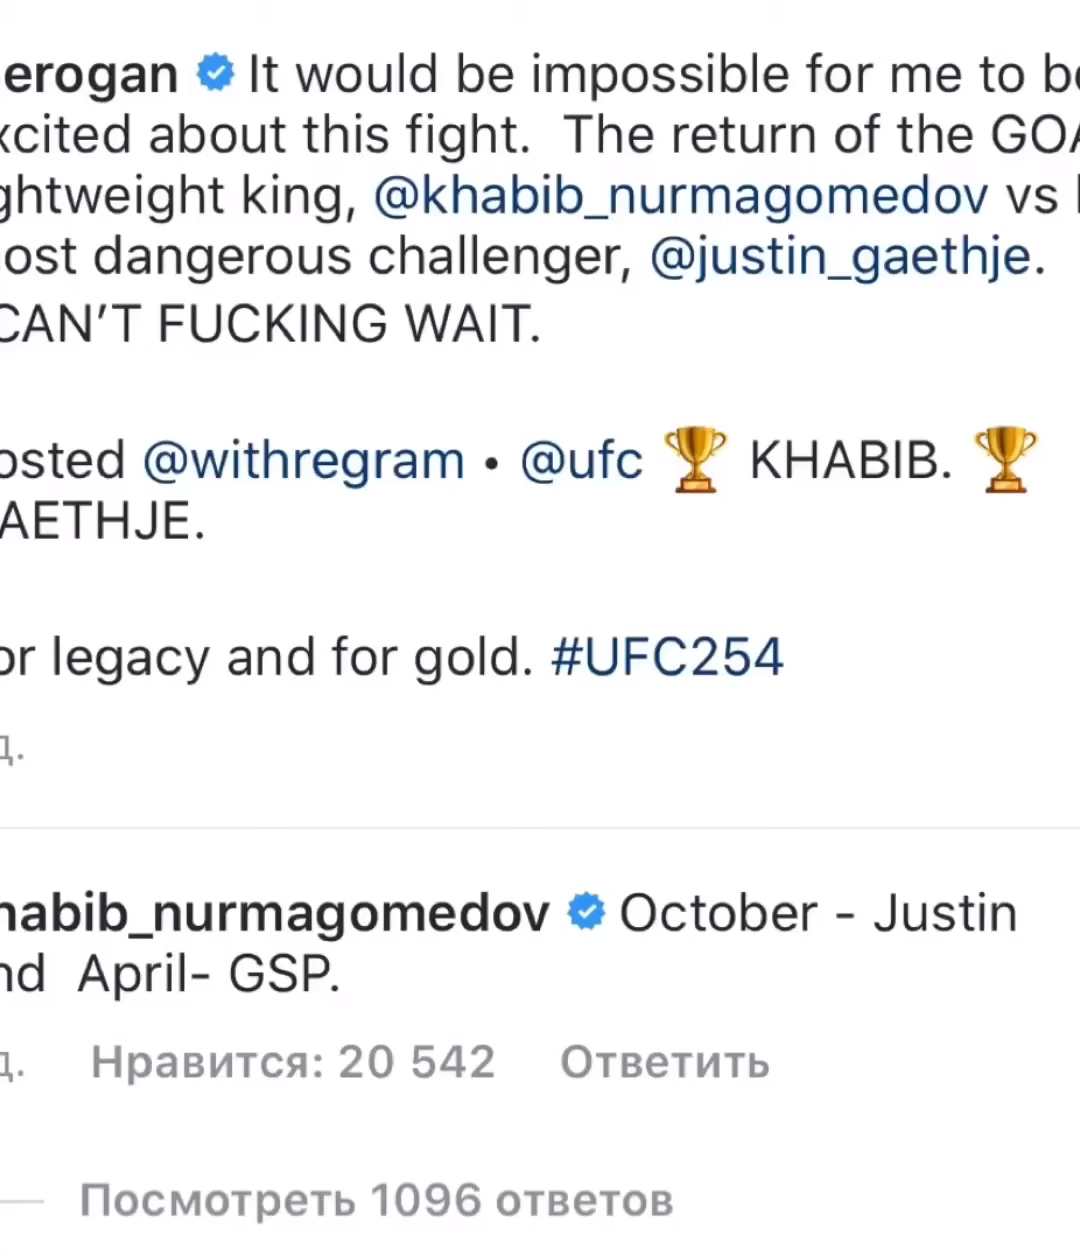 erogan It would be impossible for me to b
xcited about this fight. The return of the GOA
ghtweight king, @khabib_nurmagomedov vs
ost dangerous challenger, @justin_gaethje.
CAN'T FUCKING WAIT.
osted @withregram • @ufc 🏆 KHABIB. 🏆
AETHJE.
or legacy and for gold. #UFC254
д.
habib_nurmagomedov October - Justin
nd April- GSP.
д. Нравится: 20 542 Ответить
Посмотреть 1096 ответов